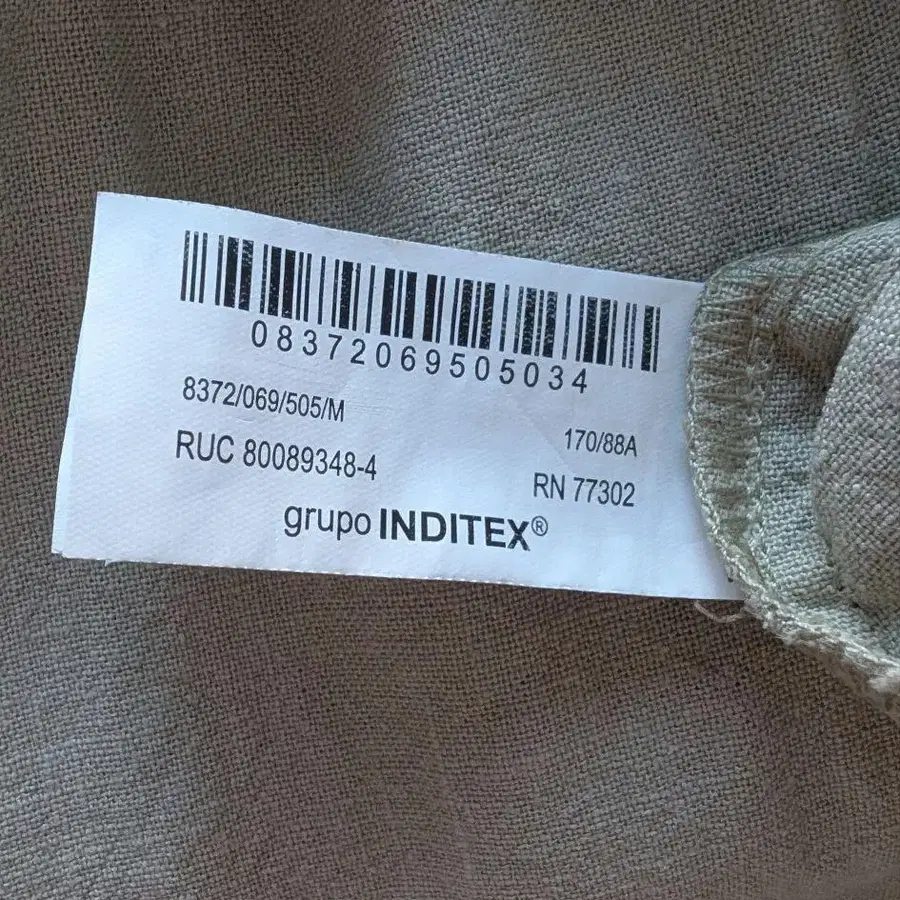 08372069505034
8372/069/505/M
170/88A
RUC 80089348-4
RN 77302
grupo INDITEX®